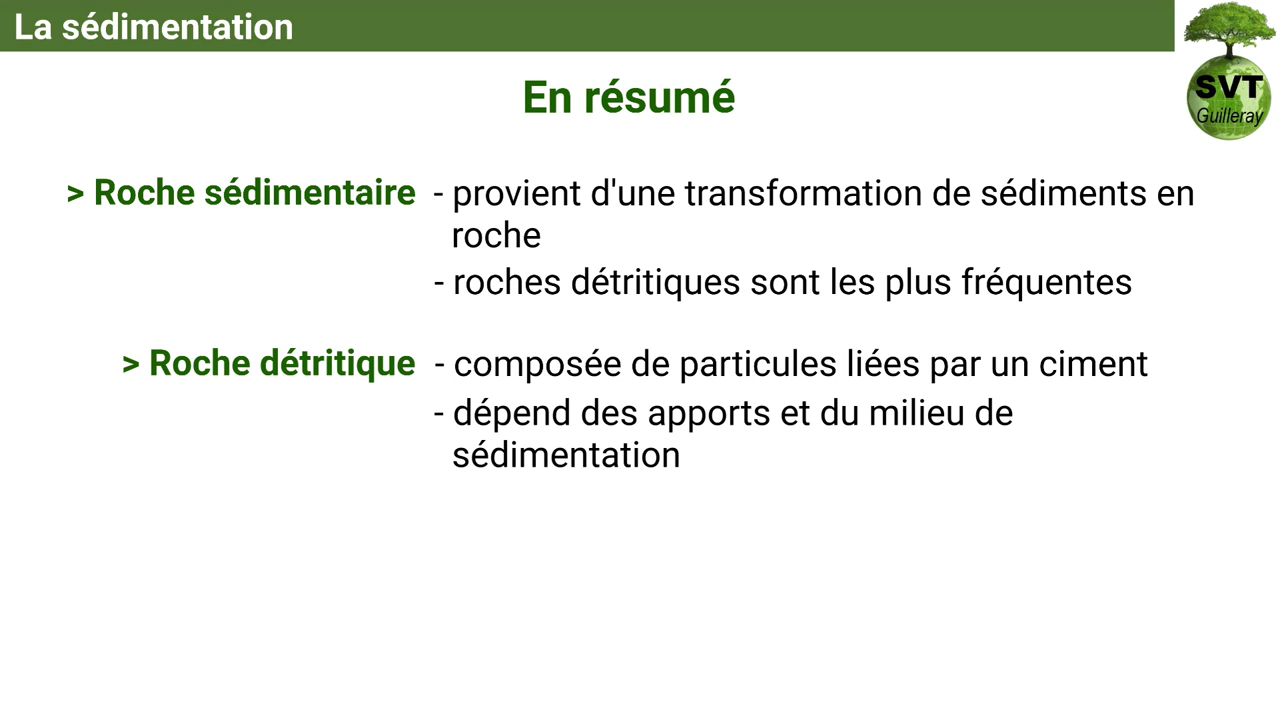 La sédimentation
SVT
Guilleray
En résumé
> Roche sédimentaire - provient d'une transformation de sédiments en
roche
- roches détritiques sont les plus fréquentes
> Roche détritique - composée de particules liées par un ciment
- dépend des apports et du milieu de
sédimentation